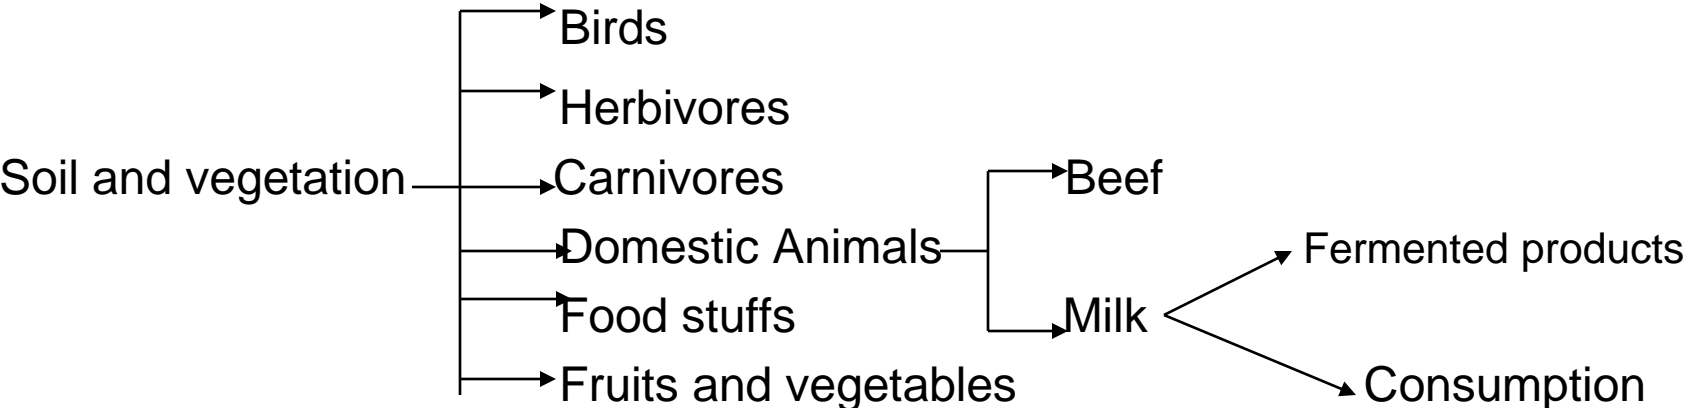 Birds
Herbivores
Soil and vegetation
Carnivores
Beef
Domestic Animals
Fermented products
Food stuffs
Milk
Fruits and vegetables
Consumption